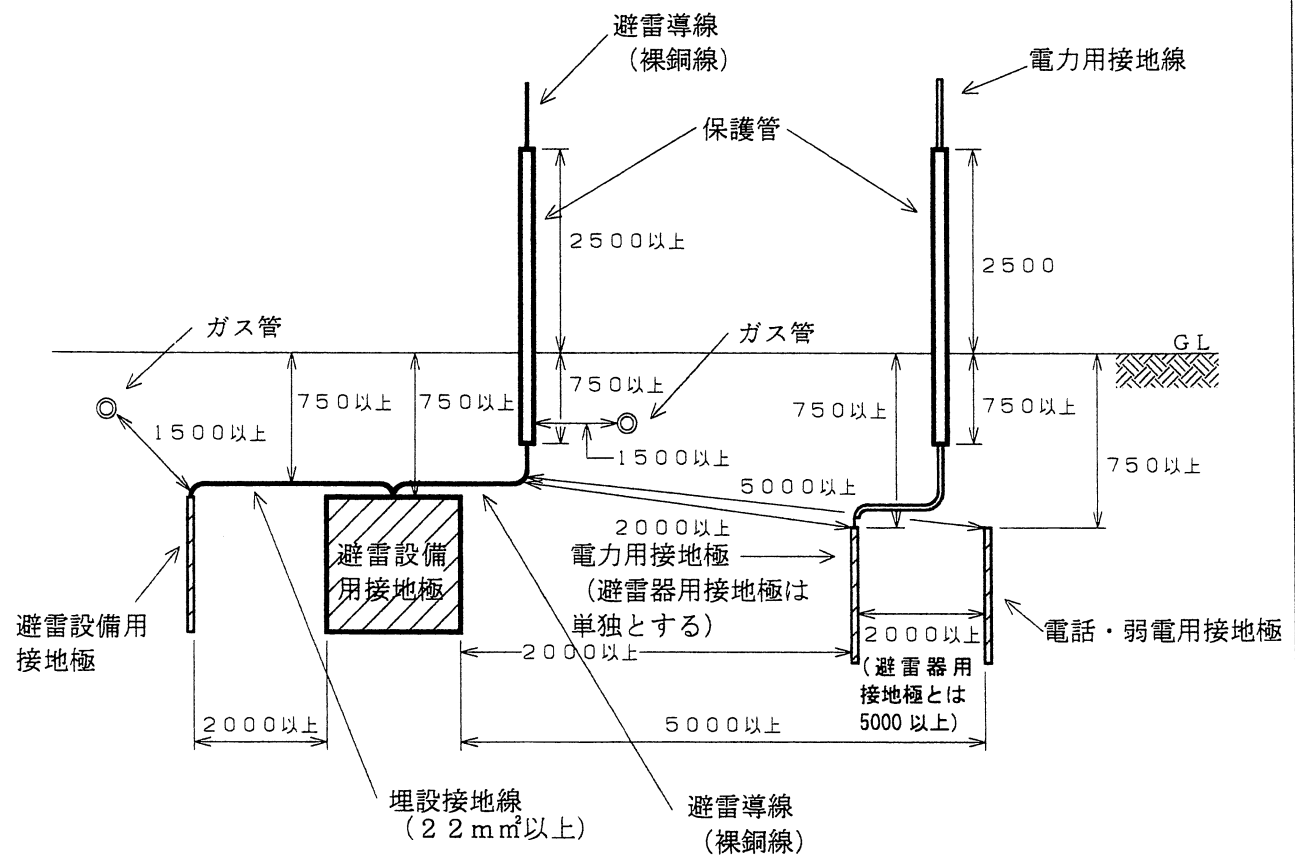 避雷導線
（裸銅線）
電力用接地線
保護管
2500以上
2500
ガス管
ガス管
GL
750以上
750以上
750以上
750以上
750以上
750以上
1500以上
1500以上
5000以上
2000以上
避雷設備
用接地極
電力用接地極
（避雷器用接地極は
単独とする）
避雷設備用
接地極
2000以上
2000以上
（避雷器用
接地極とは
5000以上）
電話・弱電用接地極
2000以上
5000以上
埋設接地線
（22mm²以上）
避雷導線
（裸銅線）